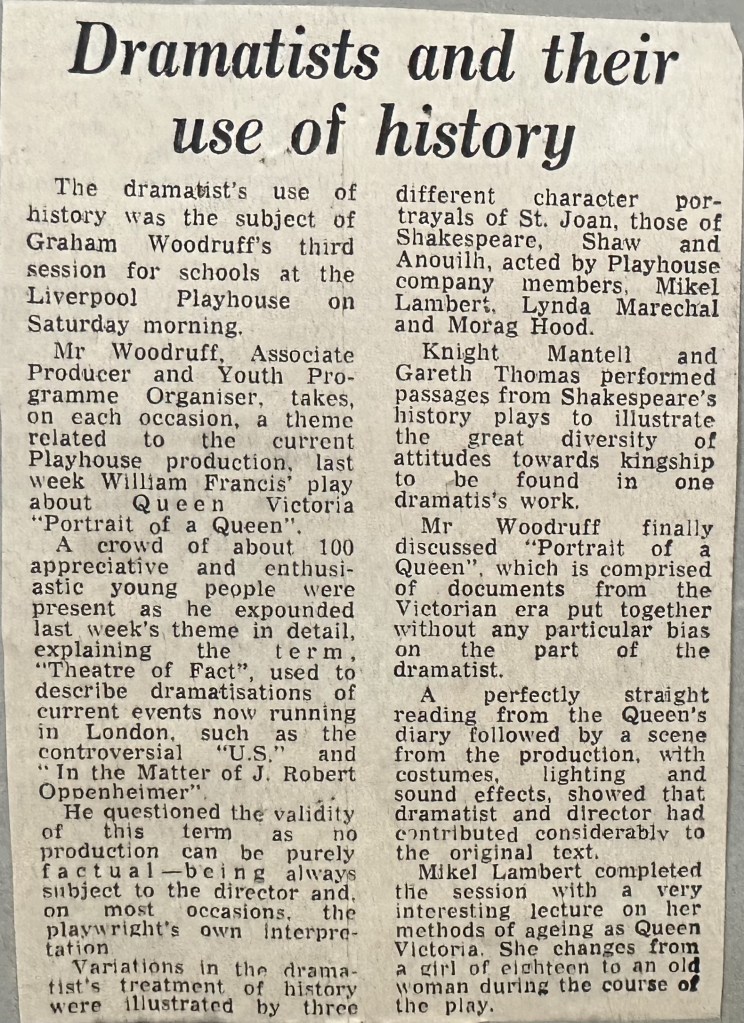 Dramatists and their
use of history
The dramatist's use of
history was the subject of
Graham Woodruff's third
session for schools at the
Liverpool Playhouse on
Saturday morning.
Mr Woodruff, Associate
Producer and Youth Pro-
gramme Organiser, takes,
on each occasion, a theme
related to the current
Playhouse production, last
week William Francis' play
about Queen Victoria
"Portrait of a Queen".
A crowd of about 100
appreciative and enthusi-
astic young people were
present as he expounded
last week's theme in detail,
explaining the term,
"Theatre of Fact", used to
describe dramatisations of
current events now running
in London, such as the
controversial "U.S." and
"In the Matter of J. Robert
Oppenheimer".
He questioned the validity
of this term as no
production can be purely
factual—being always
subject to the director and,
on most occasions, the
playwright's own interpre-
tation
Variations in the drama-
tist's treatment of history
were illustrated by three
different character por-
trayals of St. Joan, those of
Shakespeare, Shaw and
Anouilh, acted by Playhouse
company members, Mikel
Lambert, Lynda Marechal
and Morag Hood.
Knight Mantell and
Gareth Thomas performed
passages from Shakespeare's
history plays to illustrate
the great diversity of
attitudes towards kingship
to be found in one
dramatis's work.
Mr Woodruff finally
discussed "Portrait of a
Queen", which is comprised
of documents from the
Victorian era put together
without any particular bias
on the part of the
dramatist.
A perfectly straight
reading from the Queen's
diary followed by a scene
from the production, with
costumes, lighting and
sound effects, showed that
dramatist and director had
contributed considerably to
the original text.
Mikel Lambert completed
the session with a very
interesting lecture on her
methods of ageing as Queen
Victoria. She changes from
a girl of eighteen to an old
woman during the course of
the play.